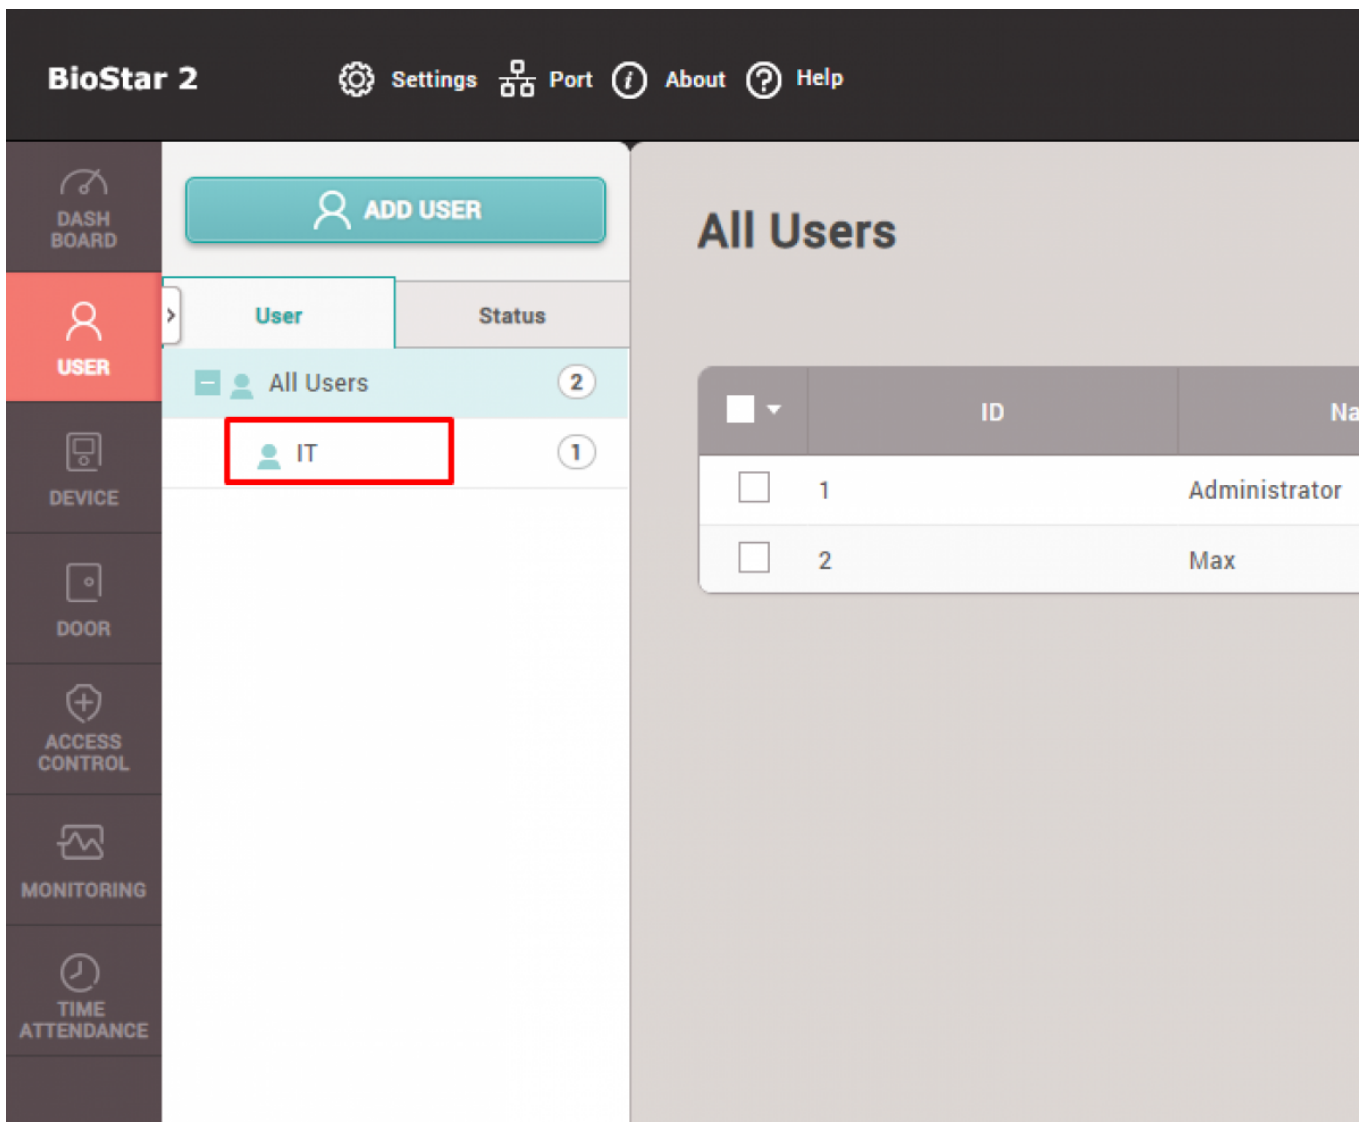 BioStar 2
Settings
Port
About
Help
DASH
BOARD
USER
DEVICE
DOOR
ACCESS
CONTROL
MONITORING
TIME
ATTENDANCE
ADD USER
User
Status
All Users
2
IT
1
All Users
ID
Na
1
Administrator
2
Max